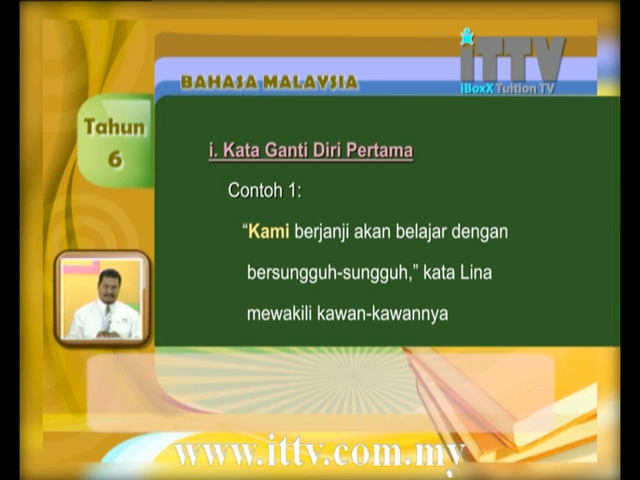 iTTV
iBoxX Tuition TV
BAHASA MALAYSIA
Tahun
6
i. Kata Ganti Diri Pertama
Contoh 1:
“Kami berjanji akan belajar dengan
bersungguh-sungguh,” kata Lina
mewakili kawan-kawannya
www.ittv.com.my